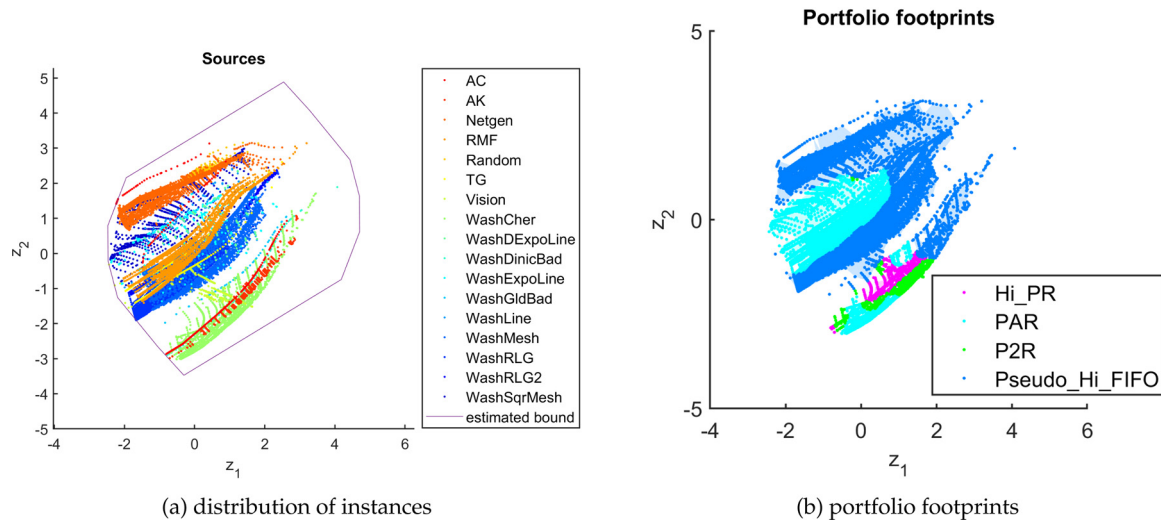 Sources
5
4
3
2
1
0
-1
-2
-3
-4
-5
z2
-4
-2
0
2
4
6
z1
AC
AK
Netgen
RMF
Random
TG
Vision
WashCher
WashDExpoLine
WashDinicBad
WashExpoLine
WashGldBad
WashLine
WashMesh
WashRLG
WashRLG2
WashSqrMesh
estimated bound
(a) distribution of instances
Portfolio footprints
5
0
-5
z2
-4
-2
0
2
4
6
z1
Hi_PR
PAR
P2R
Pseudo_Hi_FIFO
(b) portfolio footprints